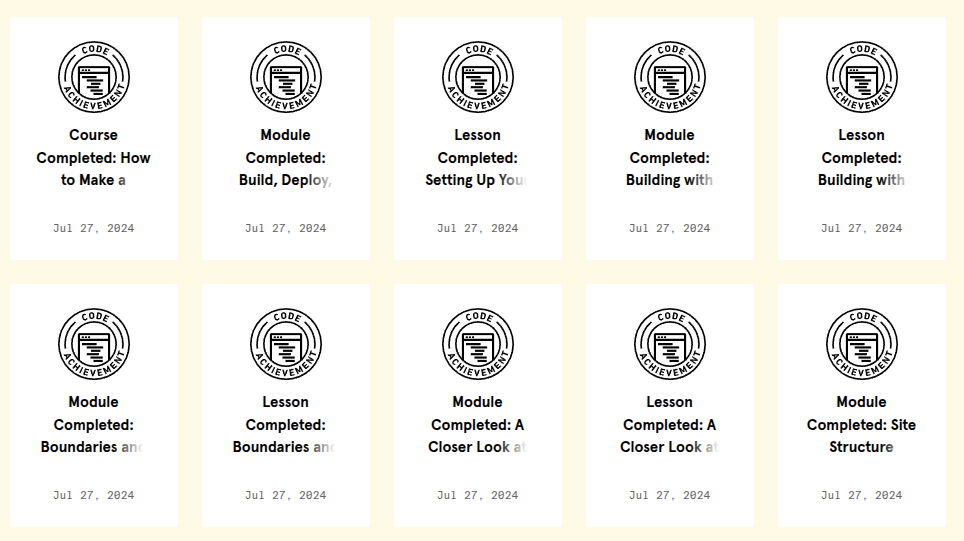 CODE ACHIEVEMENT
Course
Completed: How
to Make a
Jul 27, 2024
CODE ACHIEVEMENT
Module
Completed:
Build, Deploy,
Jul 27, 2024
CODE ACHIEVEMENT
Lesson
Completed:
Setting Up Your
Jul 27, 2024
CODE ACHIEVEMENT
Module
Completed:
Building with
Jul 27, 2024
CODE ACHIEVEMENT
Lesson
Completed:
Building with
Jul 27, 2024
CODE ACHIEVEMENT
Module
Completed:
Boundaries and
Jul 27, 2024
CODE ACHIEVEMENT
Lesson
Completed:
Boundaries and
Jul 27, 2024
CODE ACHIEVEMENT
Module
Completed: A
Closer Look at
Jul 27, 2024
CODE ACHIEVEMENT
Lesson
Completed: A
Closer Look at
Jul 27, 2024
CODE ACHIEVEMENT
Module
Completed: Site
Structure
Jul 27, 2024